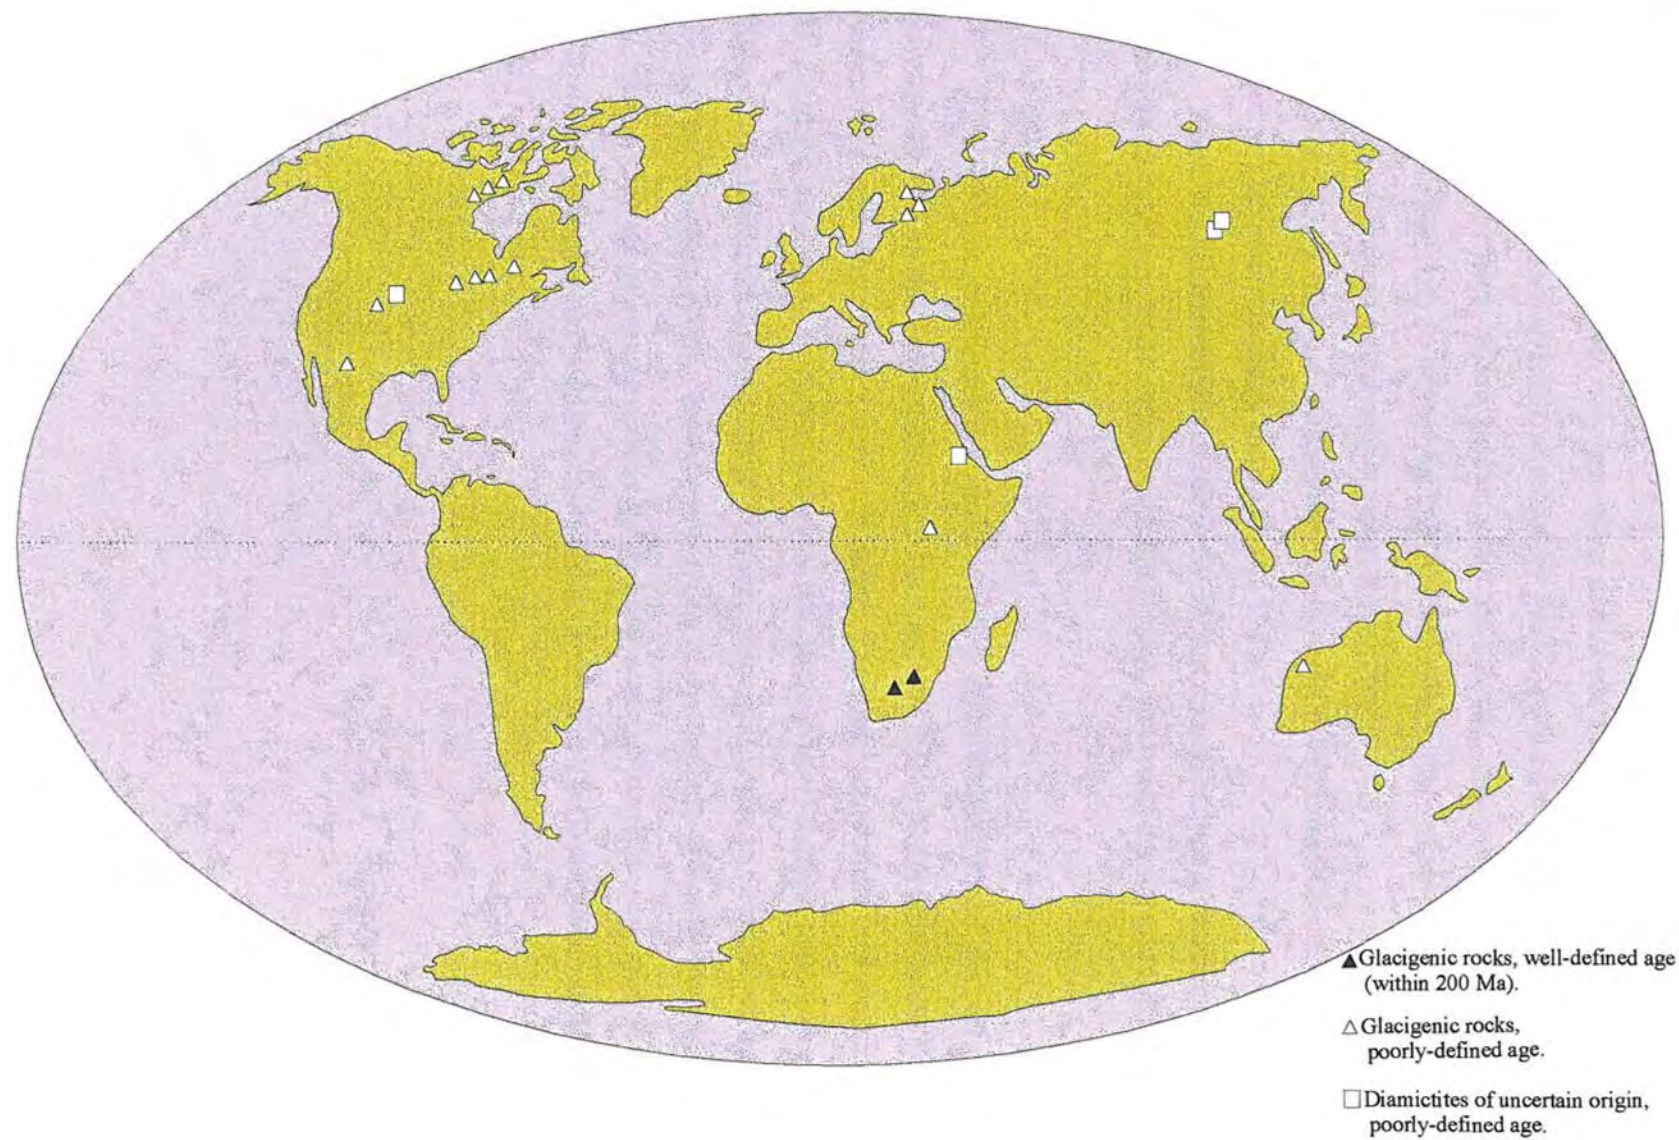 ▲Glacigenic rocks, well-defined age
(within 200 Ma).
△Glacigenic rocks,
poorly-defined age.
□Diamictites of uncertain origin,
poorly-defined age.